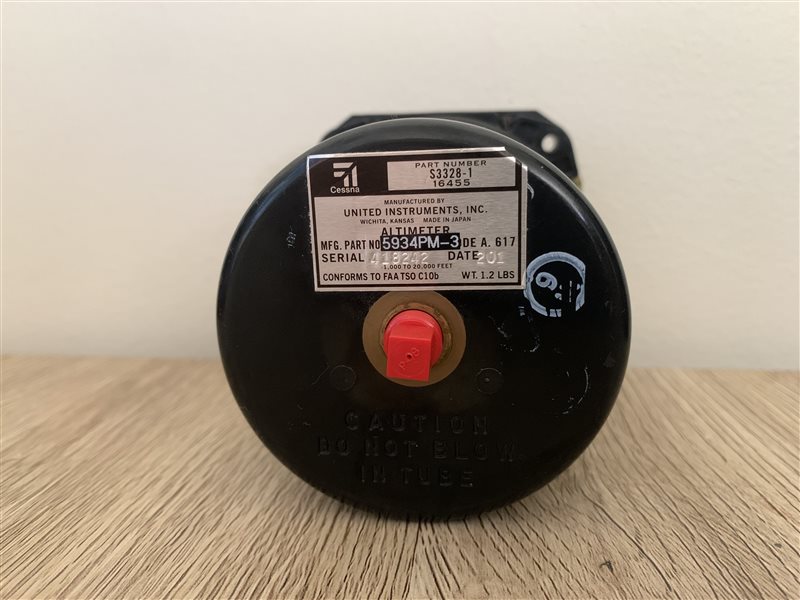 PART NUMBER
S3328-1
16455
Cessna
MANUFACTURED BY
UNITED INSTRUMENTS, INC.
WICHITA, KANSAS MADE IN JAPAN
ALTIMETER
MFG. PART NO 5934PM-3 DE A. 617
SERIAL 418242 DATE 201
1,000 TO 20,000 FEET
CONFORMS TO FAA TSO C10b WT. 1.2 LBS
CAUTION
DO NOT BLOW
IN TUBE